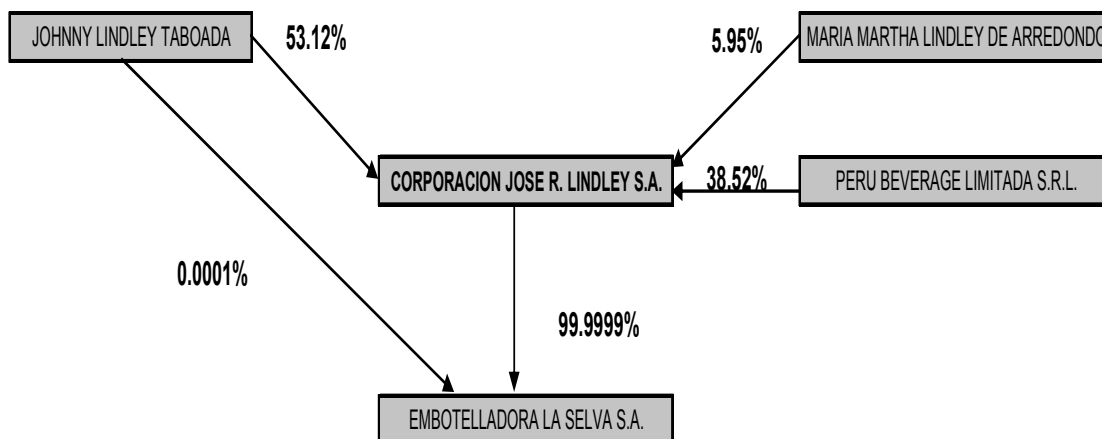 JOHNNY LINDLEY TABOADA
53.12%
5.95%
MARIA MARTHA LINDLEY DE ARREDONDO
CORPORACION JOSE R. LINDLEY S.A.
38.52%
PERU BEVERAGE LIMITADA S.R.L.
0.0001%
99.9999%
EMBOTELLADORA LA SELVA S.A.